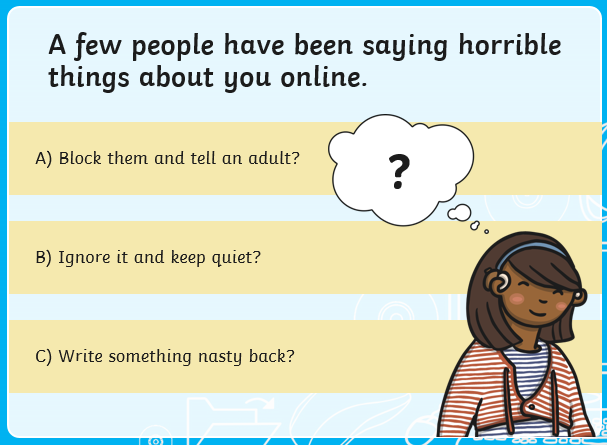 A few people have been saying horrible
things about you online.
A) Block them and tell an adult?
?
B) Ignore it and keep quiet?
C) Write something nasty back?